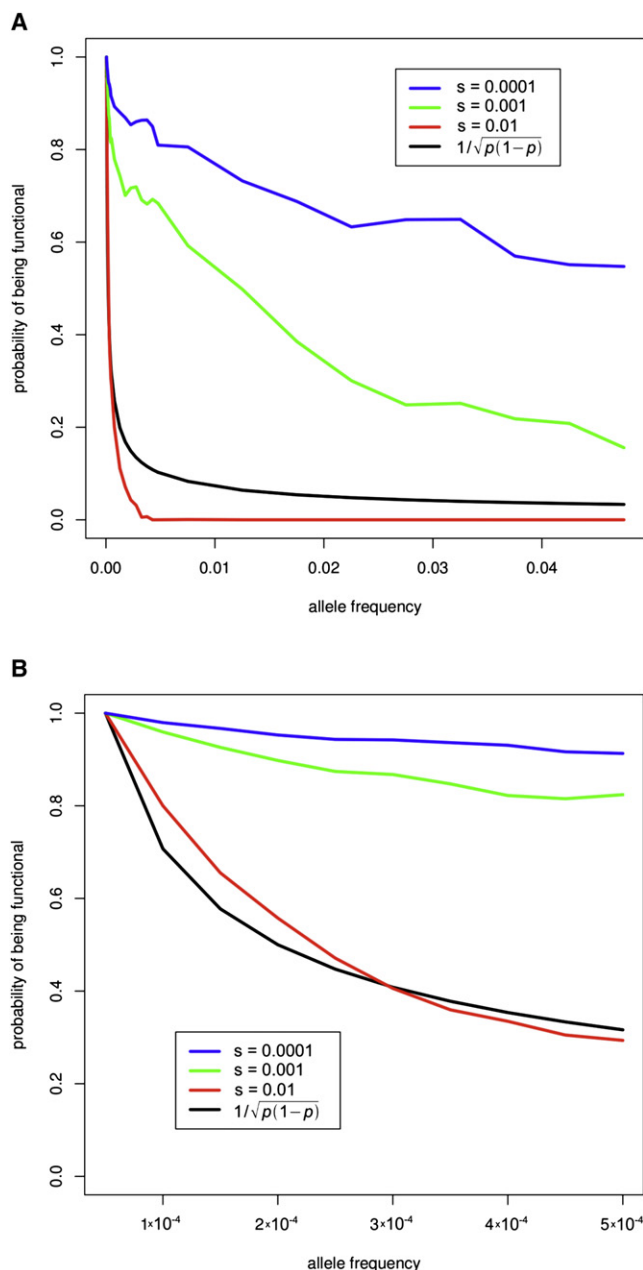 A
probability of being functional
1.0
0.8
0.6
0.4
0.2
0.0
s = 0.0001
s = 0.001
s = 0.01
1/√p(1−p)
0.00 0.01 0.02 0.03 0.04
allele frequency
B
probability of being functional
1.0
0.8
0.6
0.4
0.2
0.0
s = 0.0001
s = 0.001
s = 0.01
1/√p(1−p)
1×10⁻⁴ 2×10⁻⁴ 3×10⁻⁴ 4×10⁻⁴ 5×10⁻⁴
allele frequency